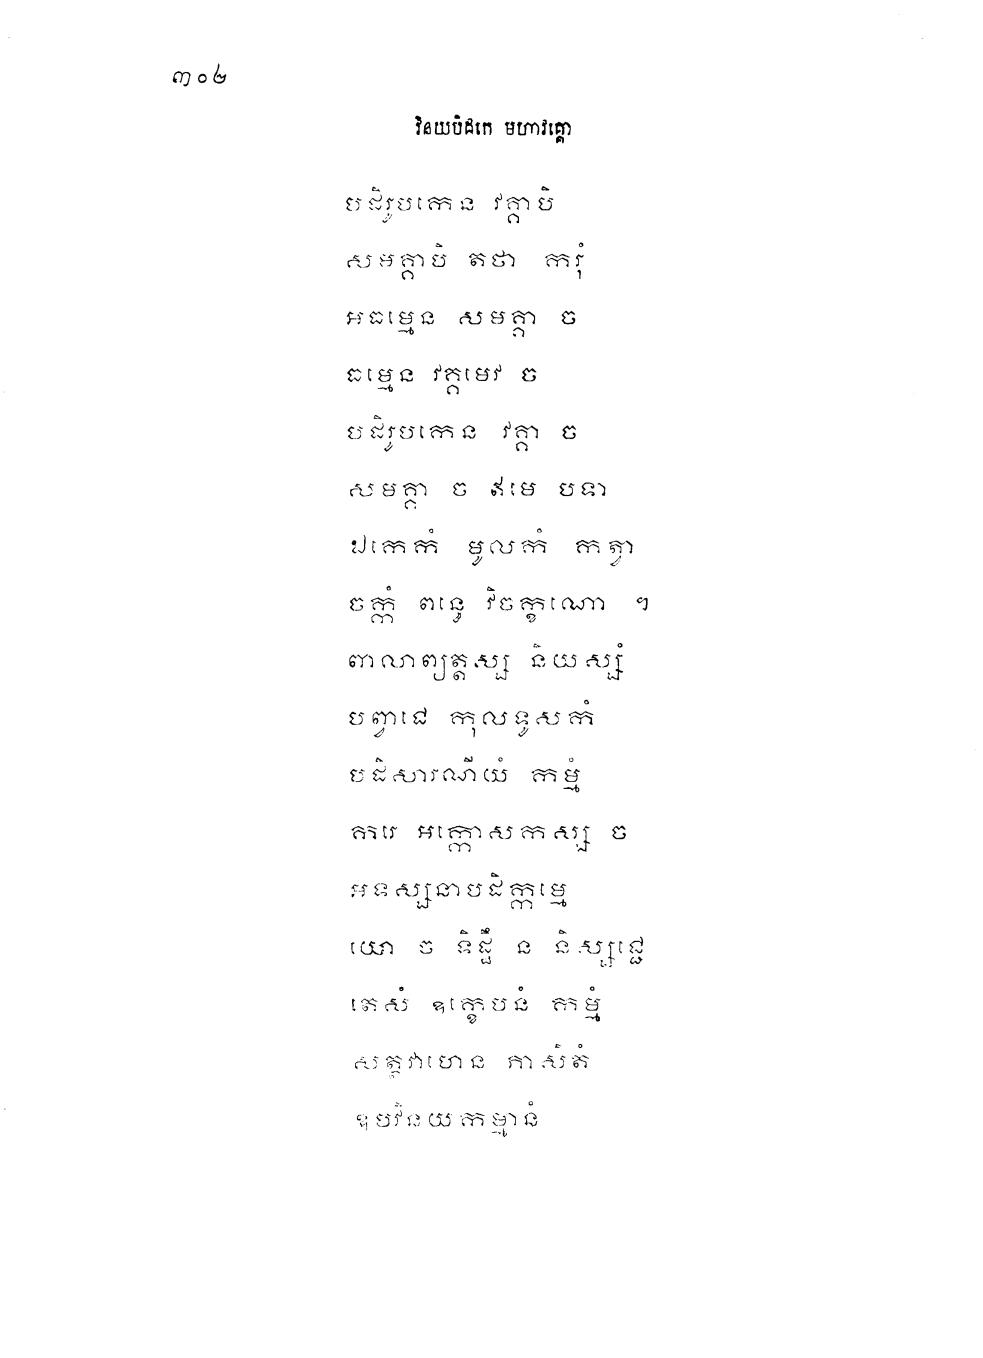 ៣០២
វិនយបិដកេ មហាវគ្គោ
បដិរូបកេន វគ្គាបិ
សមគ្គាបិ តថា ករុំ
អធម្មេន សមគ្គា ច
ធម្មេន វគ្គមេវ ច
បដិរូបកេន វគ្គា ច
សមគ្គា ច ឥមេ បទា
ឯកេកំ មូលកំ កត្វា
ចក្កំ ពន្ធេ វិចក្ខណោ ។
ពាលាព្យត្តស្ស និយស្សំ
បព្វាជេ កុលទូសកំ
បដិសារណីយំ កម្មំ
ករេ អក្កោសកស្ស ច
អទស្សនាបដិក្កម្មេ
យោ ច ទិដ្ឋឹ ន និស្សជ្ជេ
តេសំ ឧក្ខេបនំ កម្មំ
សត្ថវាហេន ភាសិតំ
ឧបវិនយកម្មានំ